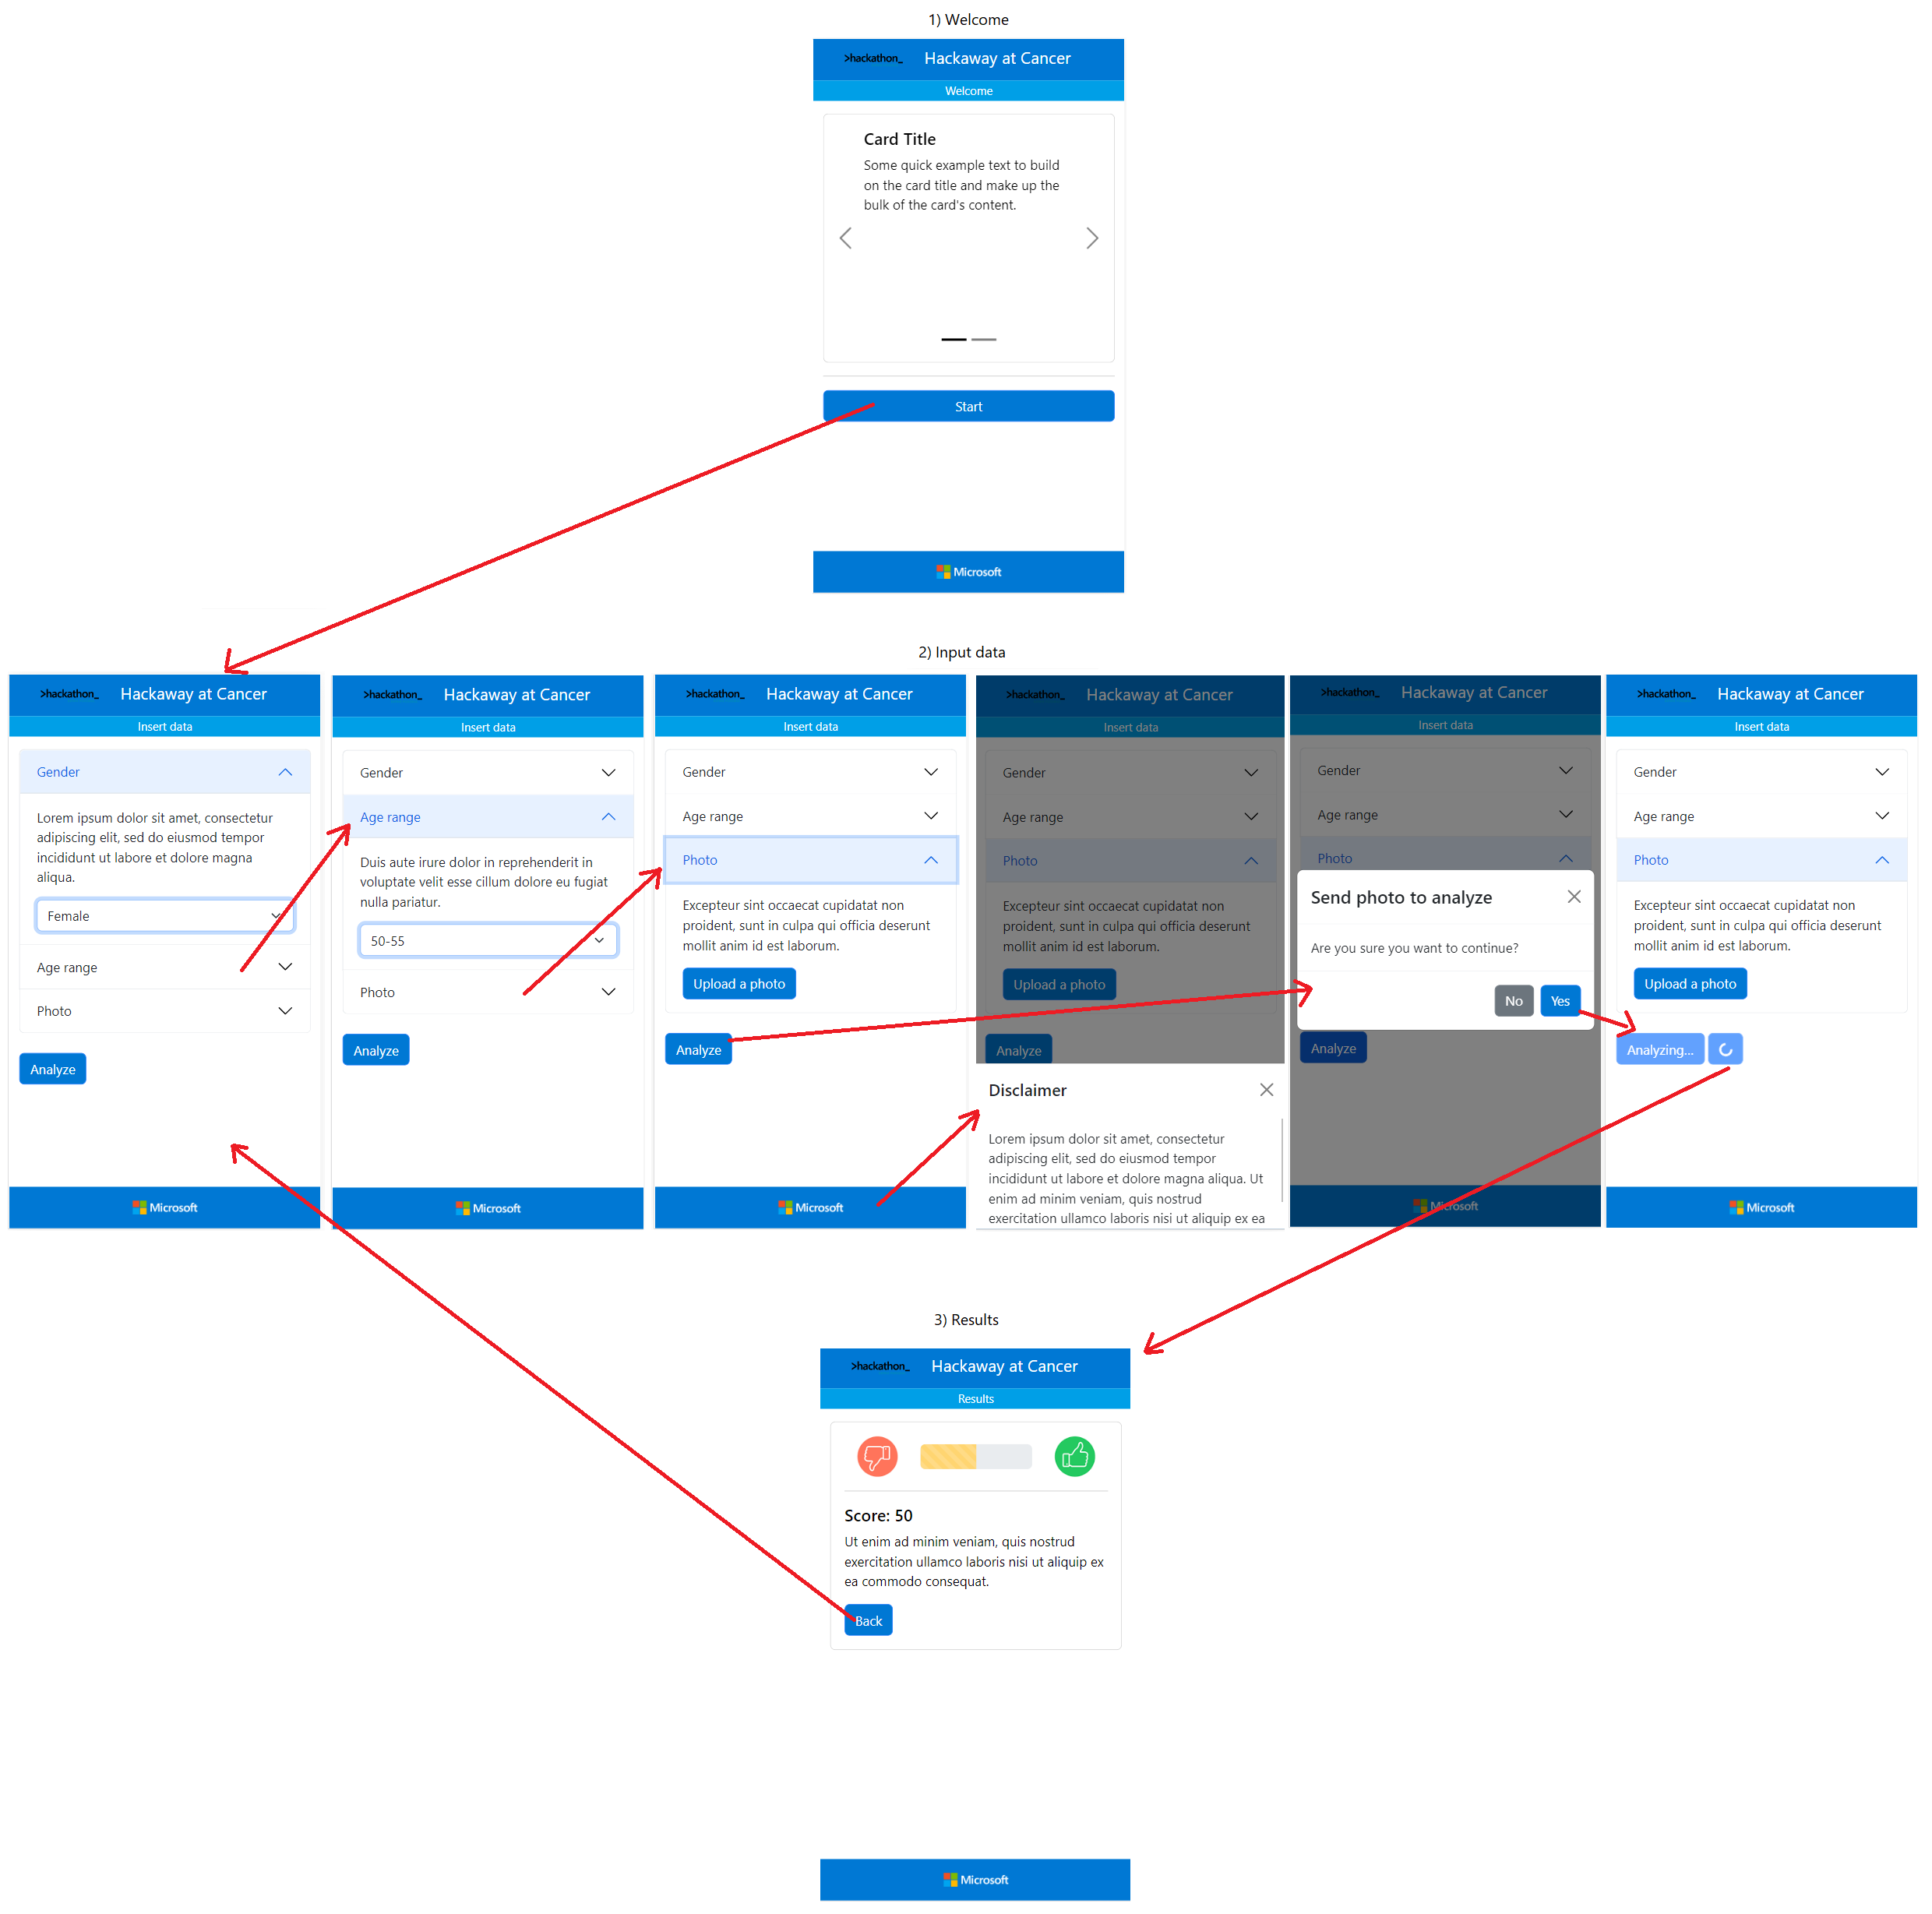 1) Welcome
>hackathon_ Hackaway at Cancer
Welcome
Card Title
Some quick example text to build
on the card title and make up the
bulk of the card's content.
Start
Microsoft
2) Input data
>hackathon_ Hackaway at Cancer
Insert data
Gender
Lorem ipsum dolor sit amet, consectetur
adipiscing elit, sed do eiusmod tempor
incididunt ut labore et dolore magna
aliqua.
Female
Age range
Photo
Analyze
Microsoft
>hackathon_ Hackaway at Cancer
Insert data
Gender
Age range
Duis aute irure dolor in reprehenderit in
voluptate velit esse cillum dolore eu fugiat
nulla pariatur.
50-55
Photo
Analyze
Microsoft
>hackathon_ Hackaway at Cancer
Insert data
Gender
Age range
Photo
Excepteur sint occaecat cupidatat non
proident, sunt in culpa qui officia deserunt
mollit anim id est laborum.
Upload a photo
Analyze
Microsoft
>hackathon_ Hackaway at Cancer
Insert data
Gender
Age range
Photo
Excepteur sint occaecat cupidatat non
proident, sunt in culpa qui officia deserunt
mollit anim id est laborum.
Upload a photo
Analyze
Disclaimer
Lorem ipsum dolor sit amet, consectetur
adipiscing elit, sed do eiusmod tempor
incididunt ut labore et dolore magna aliqua. Ut
enim ad minim veniam, quis nostrud
exercitation ullamco laboris nisi ut aliquip ex ea
>hackathon_ Hackaway at Cancer
Insert data
Gender
Age range
Photo
Send photo to analyze
Are you sure you want to continue?
No Yes
Analyze
Microsoft
>hackathon_ Hackaway at Cancer
Insert data
Gender
Age range
Photo
Excepteur sint occaecat cupidatat non
proident, sunt in culpa qui officia deserunt
mollit anim id est laborum.
Upload a photo
Analyzing...
Microsoft
3) Results
>hackathon_ Hackaway at Cancer
Results
Score: 50
Ut enim ad minim veniam, quis nostrud
exercitation ullamco laboris nisi ut aliquip ex
ea commodo consequat.
Back
Microsoft